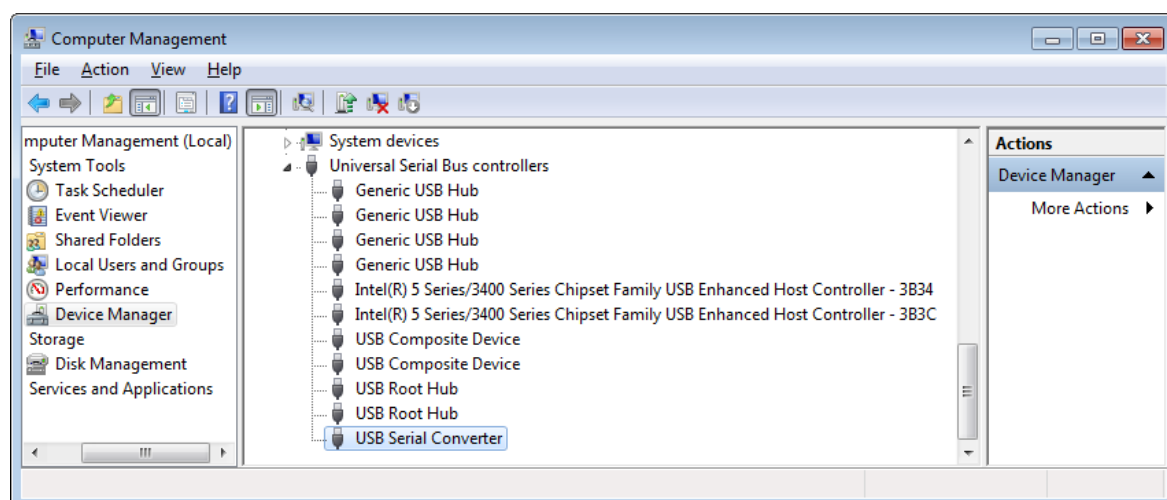 Computer Management
File Action View Help
mputer Management (Local)
System Tools
Task Scheduler
Event Viewer
Shared Folders
Local Users and Groups
Performance
Device Manager
Storage
Disk Management
Services and Applications
System devices
Universal Serial Bus controllers
Generic USB Hub
Generic USB Hub
Generic USB Hub
Generic USB Hub
Intel(R) 5 Series/3400 Series Chipset Family USB Enhanced Host Controller - 3B34
Intel(R) 5 Series/3400 Series Chipset Family USB Enhanced Host Controller - 3B3C
USB Composite Device
USB Composite Device
USB Root Hub
USB Root Hub
USB Serial Converter
Actions
Device Manager
More Actions